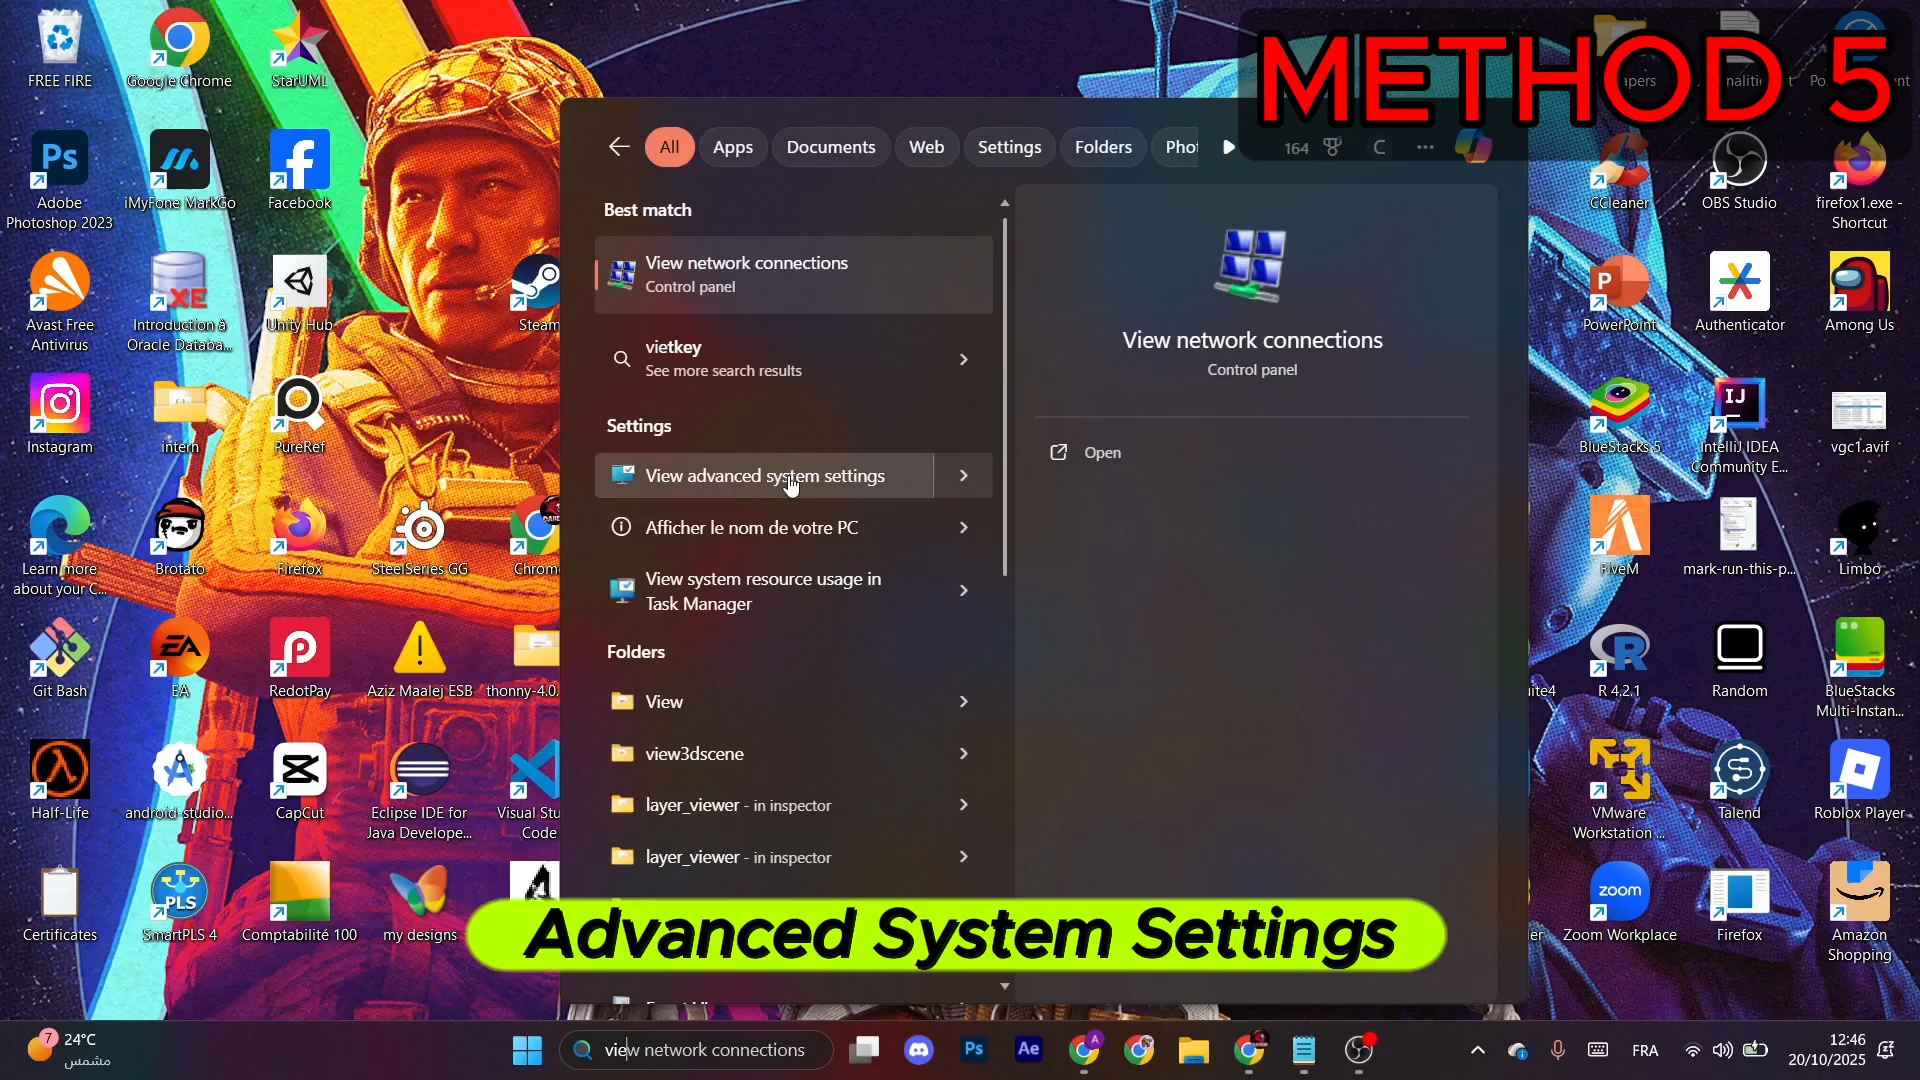 METHOD 5
FREE FIRE
Google Chrome
StarUML
Adobe
Photoshop 2023
iMyFone MarkGo
Facebook
Avast Free
Antivirus
Introduction à
Oracle Databa...
Unity Hub
Steam
Instagram
intern
PureRef
Learn more
about your C...
Brotato
Firefox
SteelSeries GG
Git Bash
EA
RedotPay
Aziz Maalej ESB
thonny-4.0.
Half-Life
android-studio...
CapCut
Eclipse IDE for
Java Develope...
Visual Stu
Code
Certificates
SmartPLS 4
Comptabilité 100
my designs
All
Apps
Documents
Web
Settings
Folders
164
C
Best match
View network connections
Control panel
vietkey
See more search results
Settings
View advanced system settings
Afficher le nom de votre PC
View system resource usage in
Task Manager
Folders
View
view3dscene
layer_viewer - in inspector
layer_viewer - in inspector
View network connections
Control panel
Open
Advanced System Settings
CCleaner
OBS Studio
firefox1.exe -
Shortcut
PowerPoint
Authenticator
Among Us
BlueStacks 5
IntelliJ IDEA
Community E...
vgc1.avif
FiveM
mark-run-this-p...
Limbo
R 4.2.1
Random
BlueStacks
Multi-Instan...
VMware
Workstation ...
Talend
Roblox Player
Zoom Workplace
Firefox
Amazon
Shopping
7
24°C
مشمس
view network connections
FRA
12:46
20/10/2025